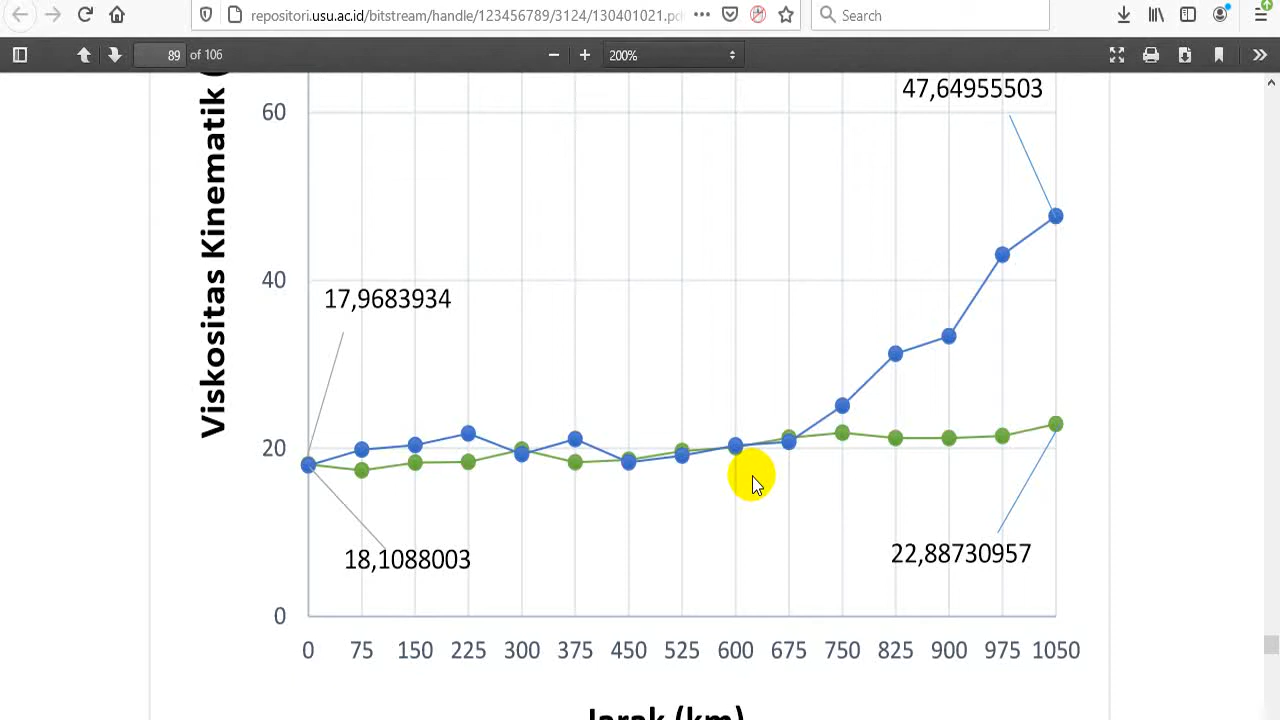 repositori.usu.ac.id/bitstream/handle/123456789/3124/130401021.pd
Search
89 of 106
200%
Viskositas Kinematik (
60
40
20
0
47,64955503
17,9683934
18,1088003
22,88730957
0 75 150 225 300 375 450 525 600 675 750 825 900 975 1050
Jarak (km)